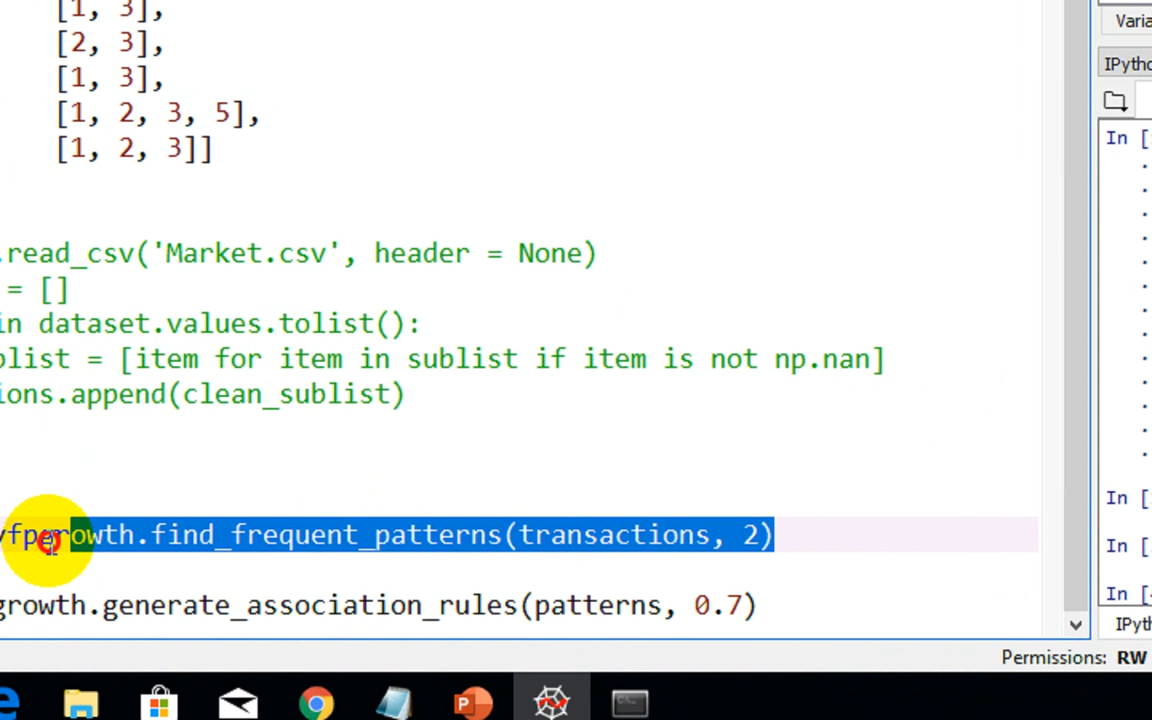 [1, 3],
[2, 3],
[1, 3],
[1, 2, 3, 5],
[1, 2, 3]]
.read_csv('Market.csv', header = None)
= []
in dataset.values.tolist():
blist = [item for item in sublist if item is not np.nan]
ions.append(clean_sublist)
yfpgrowth.find_frequent_patterns(transactions, 2)
growth.generate_association_rules(patterns, 0.7)
Varia
IPytho
In [
In [
In [
In [
IPyth
Permissions: RW